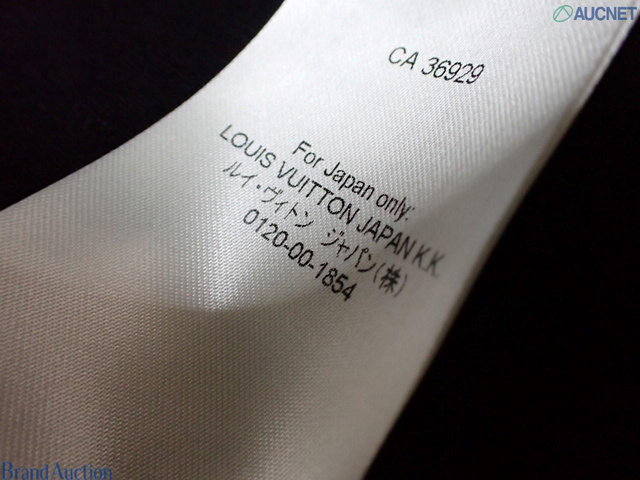 AUCNET
CA 36929
For Japan only:
LOUIS VUITTON JAPAN K.K.
ルイ・ヴィトン ジャパン(株)
0120-00-1854
Brand Auction